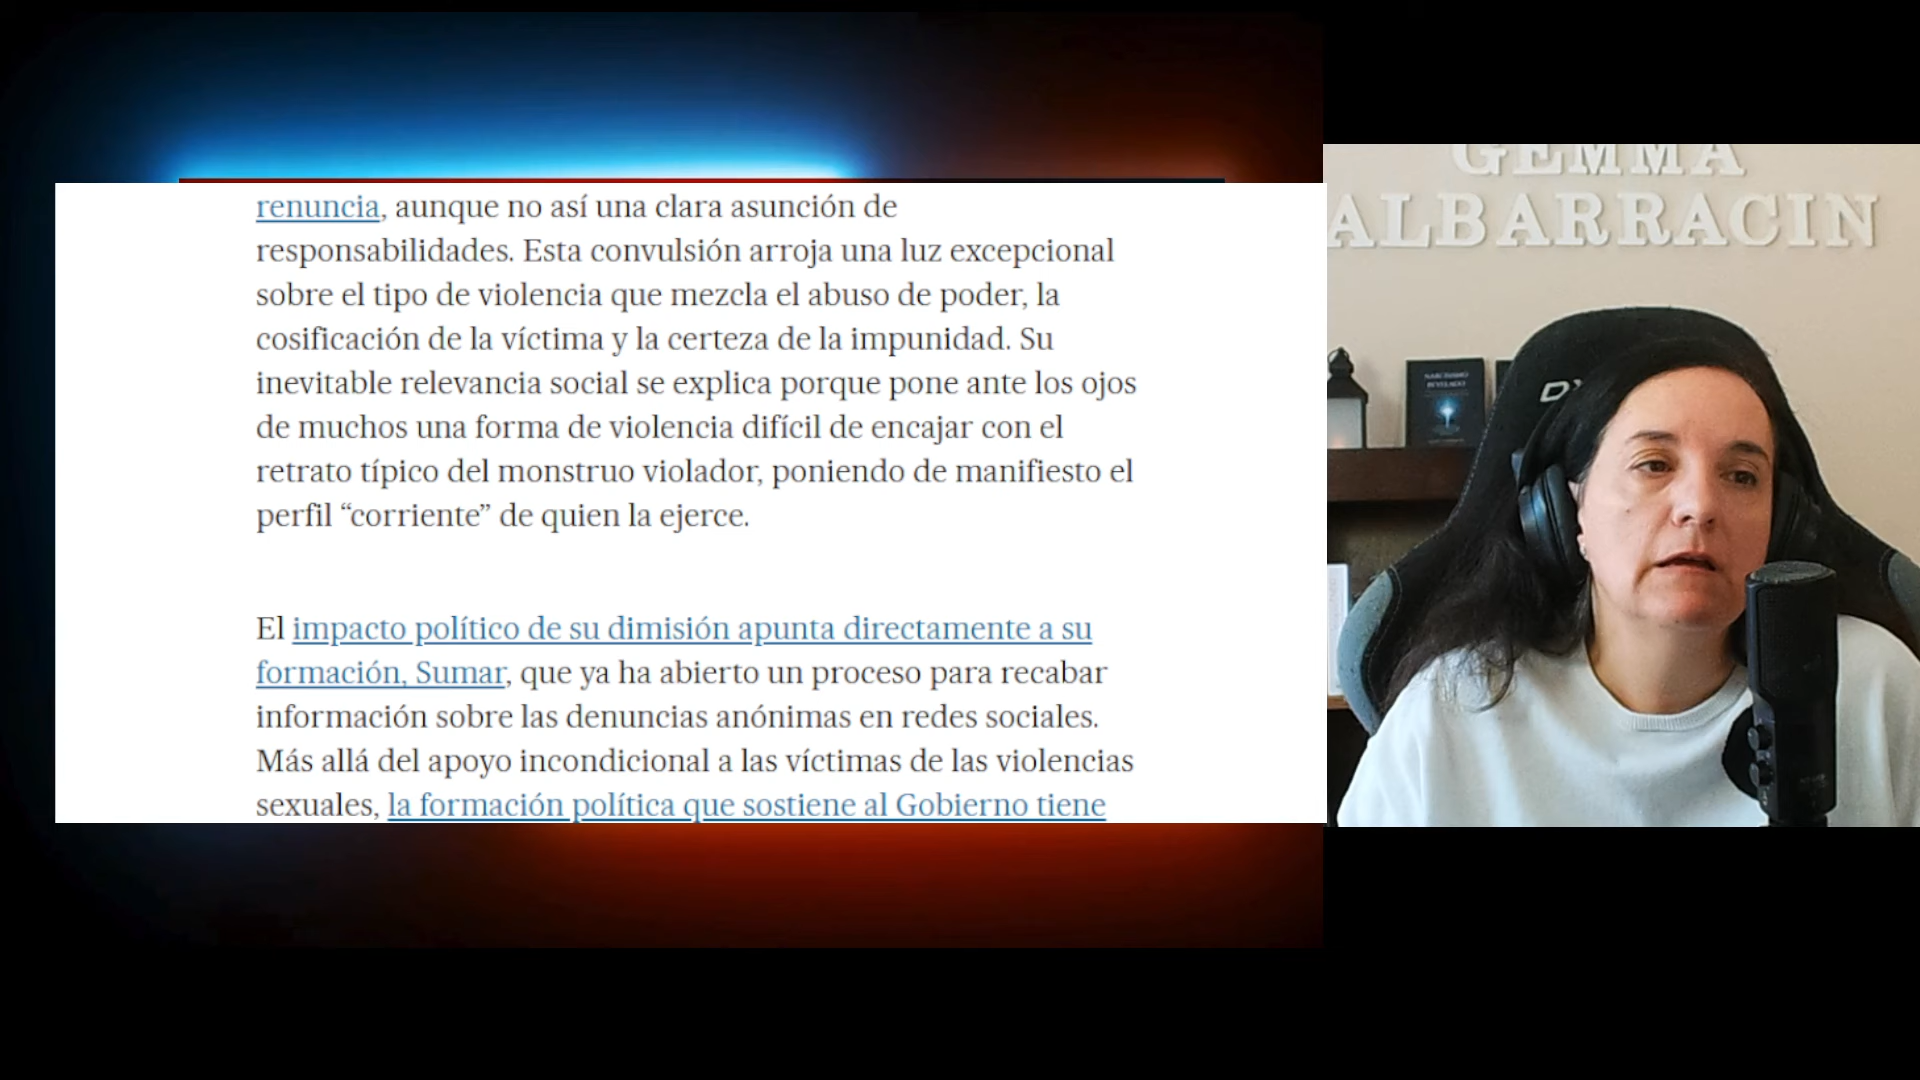 renuncia, aunque no así una clara asunción de
responsabilidades. Esta convulsión arroja una luz excepcional
sobre el tipo de violencia que mezcla el abuso de poder, la
cosificación de la víctima y la certeza de la impunidad. Su
inevitable relevancia social se explica porque pone ante los ojos
de muchos una forma de violencia difícil de encajar con el
retrato típico del monstruo violador, poniendo de manifiesto el
perfil “corriente” de quien la ejerce.
El impacto político de su dimisión apunta directamente a su
formación, Sumar, que ya ha abierto un proceso para recabar
información sobre las denuncias anónimas en redes sociales.
Más allá del apoyo incondicional a las víctimas de las violencias
sexuales, la formación política que sostiene al Gobierno tiene
GEMMA
ALBARRACIN
NARCISISMO
REVELADO